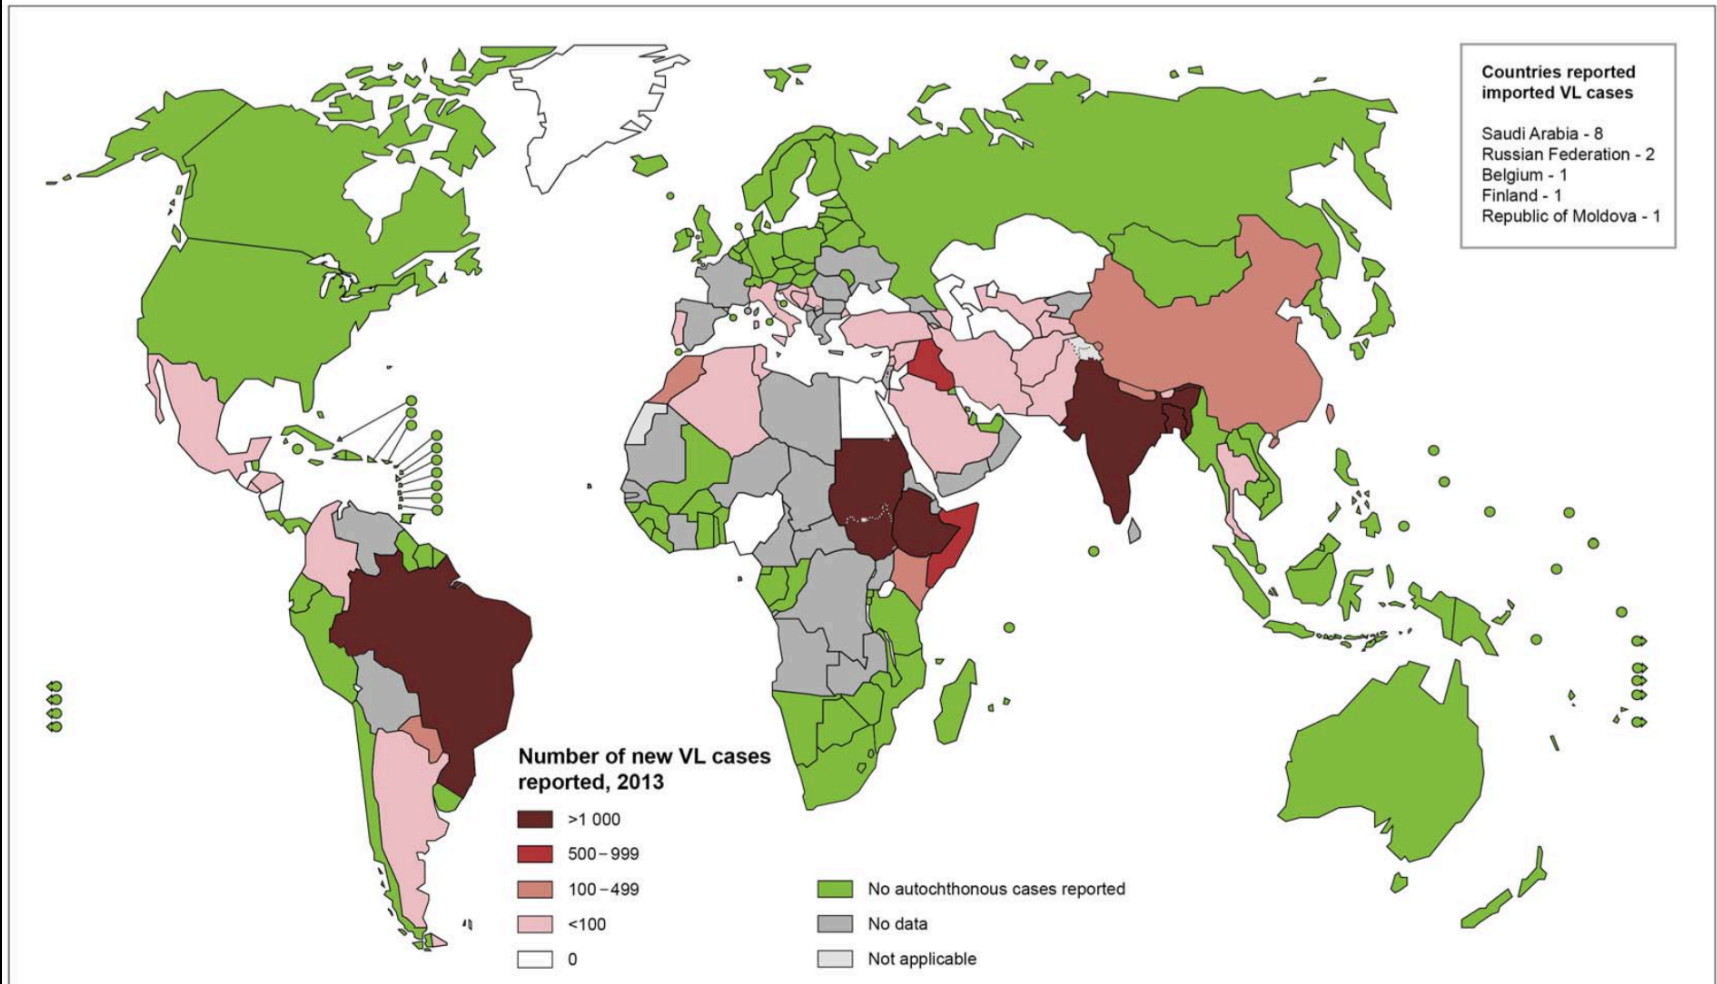 Countries reported
imported VL cases
Saudi Arabia - 8
Russian Federation - 2
Belgium - 1
Finland - 1
Republic of Moldova - 1
Number of new VL cases
reported, 2013
>1 000
500–999
100–499
<100
0
No autochthonous cases reported
No data
Not applicable